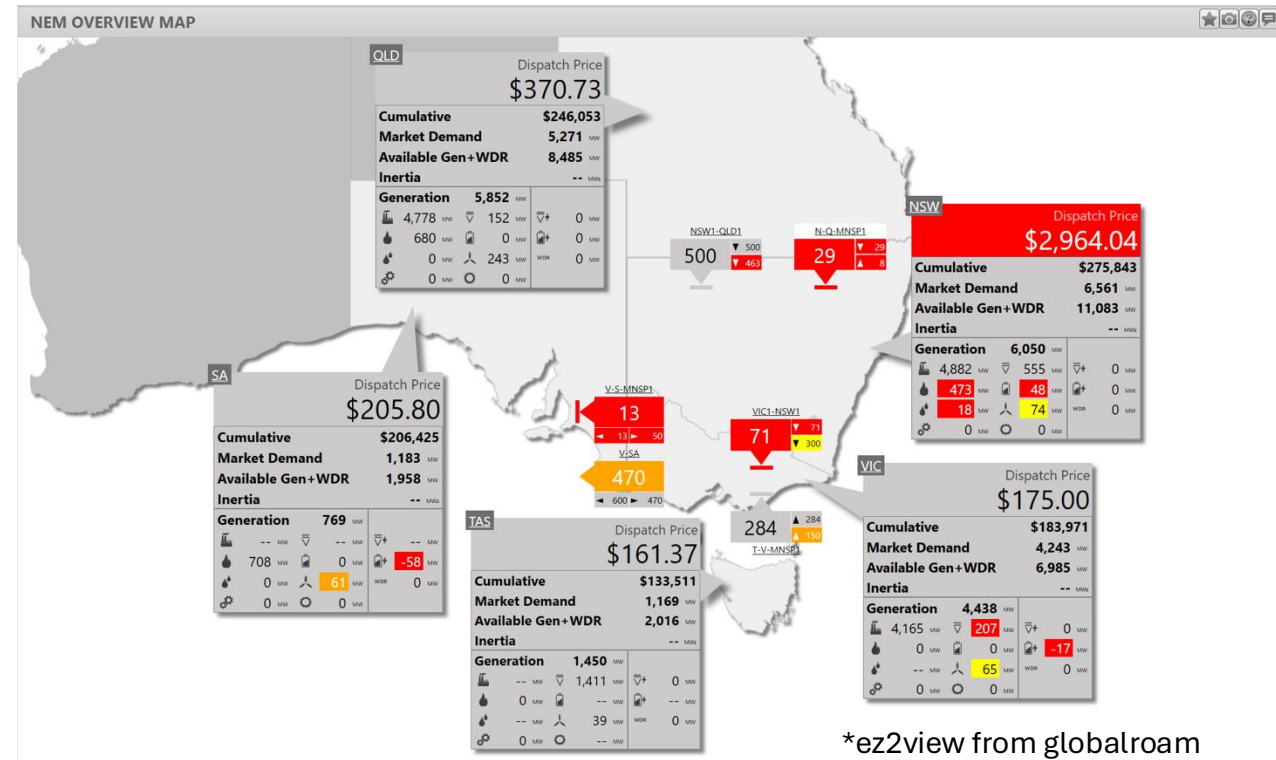 NEM OVERVIEW MAP
QLD
Dispatch Price
$370.73
Cumulative $246,053
Market Demand 5,271 MW
Available Gen+WDR 8,485 MW
Inertia -- MWs
Generation 5,852 MW
4,778 MW 152 MW 0 MW
680 MW 0 MW 0 MW
0 MW 243 MW WDR 0 MW
0 MW 0 MW
NSW1-QLD1
500 ▼ 500
▼ 463
N-Q-MNSP1
29 ▼ 29
▲ 8
NSW
Dispatch Price
$2,964.04
Cumulative $275,843
Market Demand 6,561 MW
Available Gen+WDR 11,083 MW
Inertia -- MWs
Generation 6,050 MW
4,882 MW 555 MW 0 MW
473 MW 48 MW 0 MW
18 MW 74 MW WDR 0 MW
0 MW 0 MW
SA
Dispatch Price
$205.80
Cumulative $206,425
Market Demand 1,183 MW
Available Gen+WDR 1,958 MW
Inertia -- MWs
Generation 769 MW
-- MW -- MW -- MW
708 MW 0 MW -58 MW
0 MW 61 MW WDR 0 MW
0 MW 0 MW
V-S-MNSP1
13
◄ 13 ► 50
V-SA
470
◄ 600 ► 470
VIC1-NSW1
71 ▼ 71
▼ 300
284 ▲ 284
▲ 150
T-V-MNSP1
TAS
Dispatch Price
$161.37
Cumulative $133,511
Market Demand 1,169 MW
Available Gen+WDR 2,016 MW
Inertia -- MWs
Generation 1,450 MW
-- MW 1,411 MW 0 MW
0 MW -- MW -- MW
-- MW 39 MW WDR 0 MW
0 MW -- MW
VIC
Dispatch Price
$175.00
Cumulative $183,971
Market Demand 4,243 MW
Available Gen+WDR 6,985 MW
Inertia -- MWs
Generation 4,438 MW
4,165 MW 207 MW 0 MW
0 MW 0 MW -17 MW
-- MW 65 MW WDR 0 MW
0 MW 0 MW
*ez2view from globalroam